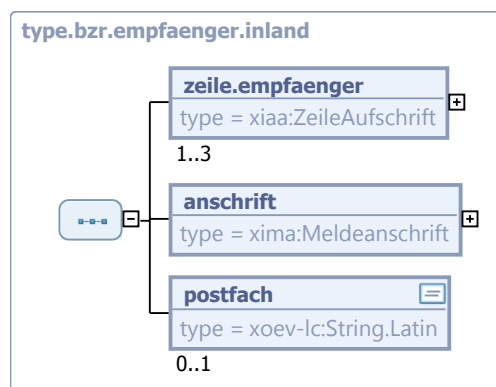 type.bzr.empfaenger.inland
zeile.empfaenger
type = xiaa:ZeileAufschrift
1..3
anschrift
type = xima:Meldeanschrift
postfach
type = xoev-lc:String.Latin
0..1